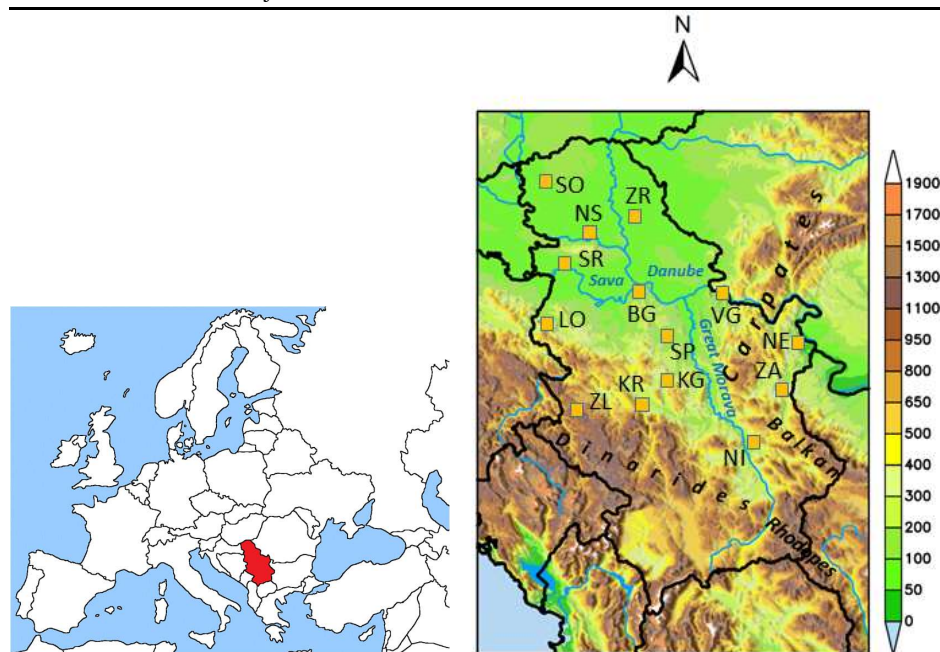 N
SO
ZR
NS
SR
Danube
Sava
BG
VG
LO
SP
NE
Great Morava
Carpates
KG
ZA
KR
ZL
NI
Balkan
Dinarides
Rhodopes
1900
1700
1500
1300
1100
950
800
650
500
400
300
200
100
50
0